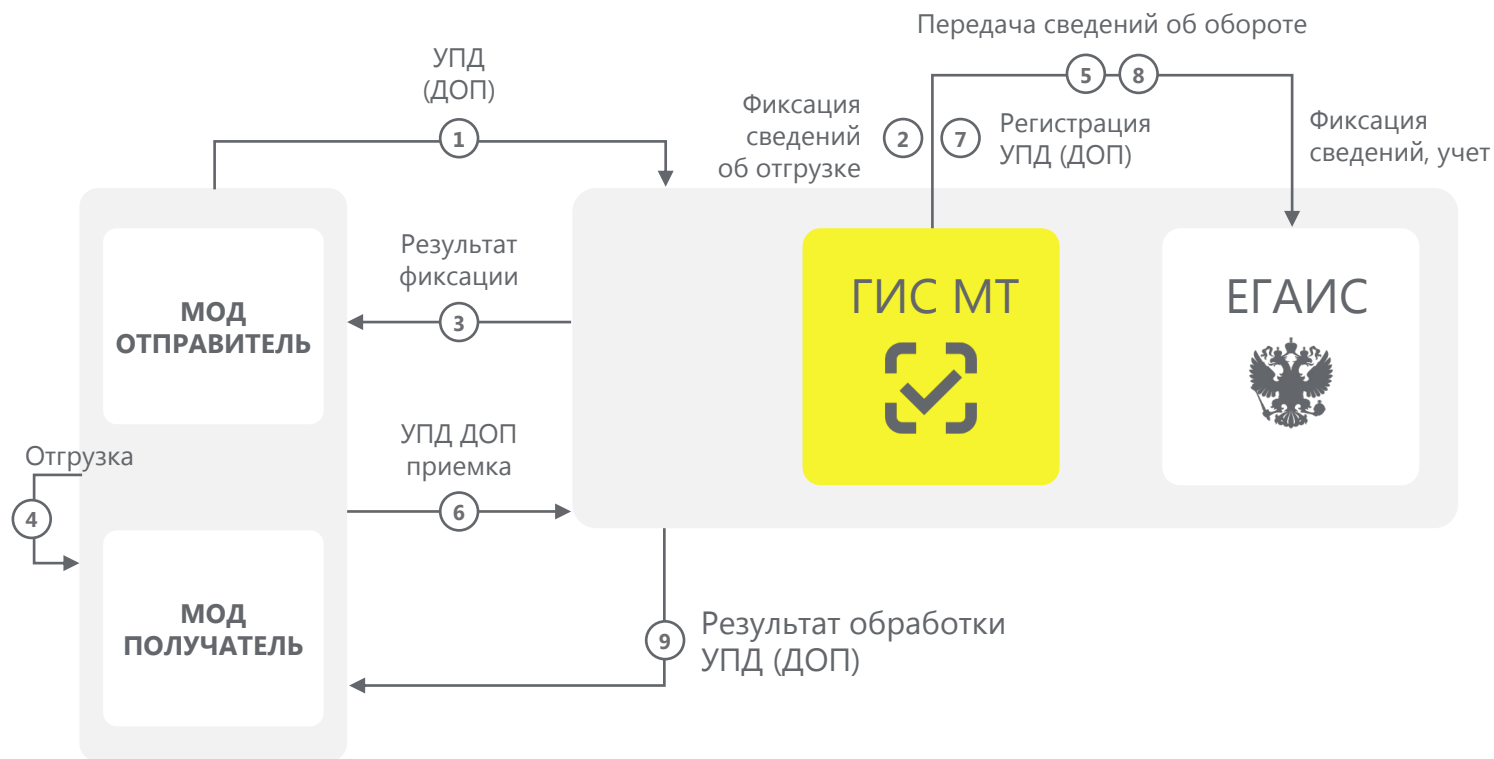 Передача сведений об обороте
5
8
УПД
(ДОП)
1
Фиксация
сведений
об отгрузке
2
7
Регистрация
УПД (ДОП)
Фиксация
сведений, учет
МОД
ОТПРАВИТЕЛЬ
Результат
фиксации
3
ГИС МТ
ЕГАИС
Отгрузка
4
УПД ДОП
приемка
6
МОД
ПОЛУЧАТЕЛЬ
9
Результат обработки
УПД (ДОП)